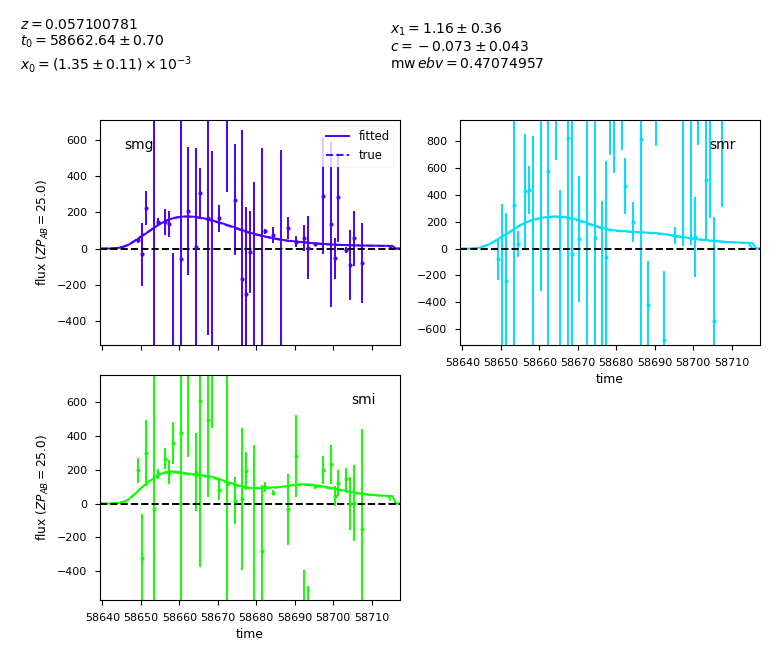 z = 0.057100781
t₀ = 58662.64 ± 0.70
x₀ = (1.35 ± 0.11) × 10⁻³
x₁ = 1.16 ± 0.36
c = −0.073 ± 0.043
mw ebv = 0.47074957
smg
fitted
true
600
400
200
0
−200
−400
flux (ZP_AB = 25.0)
smr
800
600
400
200
0
−200
−400
−600
58640 58650 58660 58670 58680 58690 58700 58710
time
smi
600
400
200
0
−200
−400
flux (ZP_AB = 25.0)
58640 58650 58660 58670 58680 58690 58700 58710
time